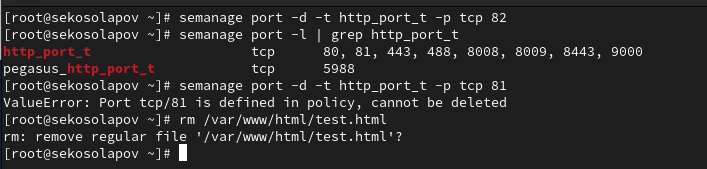 [root@sekosolapov ~]# semanage port -d -t http_port_t -p tcp 82
[root@sekosolapov ~]# semanage port -l | grep http_port_t
http_port_t                    tcp      80, 81, 443, 488, 8008, 8009, 8443, 9000
pegasus_http_port_t            tcp      5988
[root@sekosolapov ~]# semanage port -d -t http_port_t -p tcp 81
ValueError: Port tcp/81 is defined in policy, cannot be deleted
[root@sekosolapov ~]# rm /var/www/html/test.html
rm: remove regular file '/var/www/html/test.html'?
[root@sekosolapov ~]#